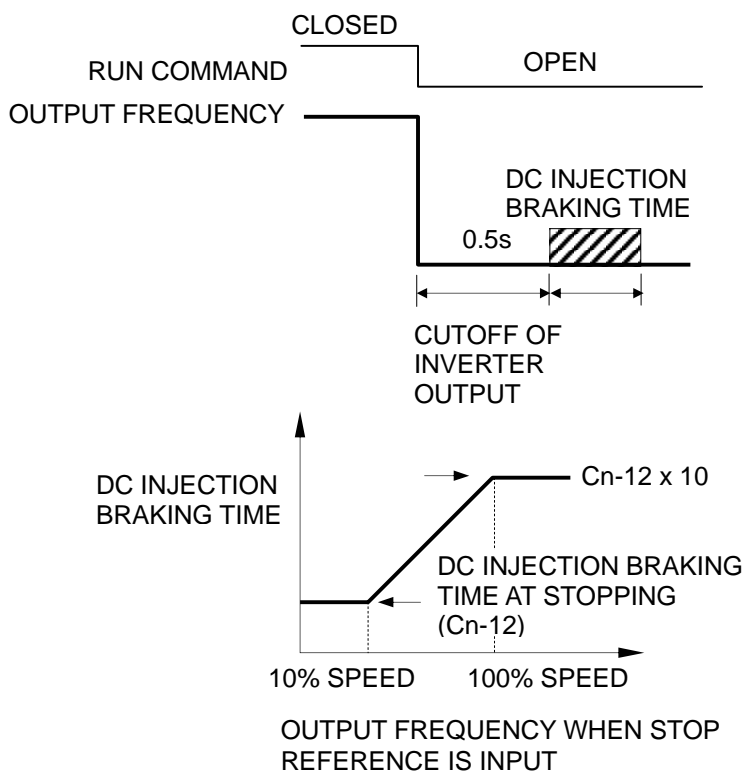 CLOSED
RUN COMMAND
OPEN
OUTPUT FREQUENCY
DC INJECTION
BRAKING TIME
0.5s
CUTOFF OF
INVERTER
OUTPUT
DC INJECTION
BRAKING TIME
Cn-12 x 10
DC INJECTION BRAKING
TIME AT STOPPING
(Cn-12)
10% SPEED
100% SPEED
OUTPUT FREQUENCY WHEN STOP
REFERENCE IS INPUT